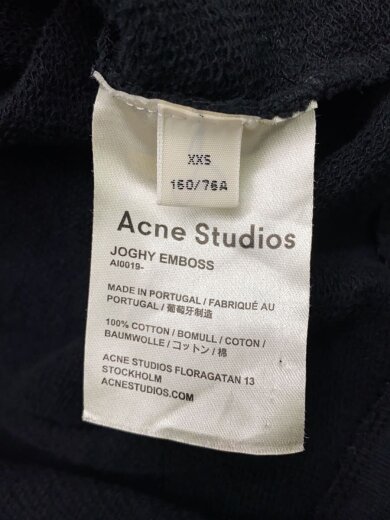 XXS
160/76A
Acne Studios
JOGHY EMBOSS
AI0019-
MADE IN PORTUGAL / FABRIQUÉ AU
PORTUGAL / 葡萄牙制造
100% COTTON / BOMULL / COTON /
BAUMWOLLE / コットン / 棉
ACNE STUDIOS FLORAGATAN 13
STOCKHOLM
ACNESTUDIOS.COM